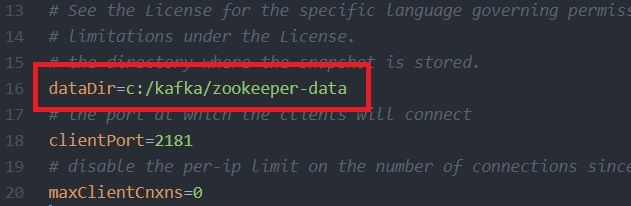 13 # See the License for the specific language governing permiss
14 # limitations under the License.
15 # the directory where the snapshot is stored.
16 dataDir=c:/kafka/zookeeper-data
17 # the port at which the clients will connect
18 clientPort=2181
19 # disable the per-ip limit on the number of connections since
20 maxClientCnxns=0